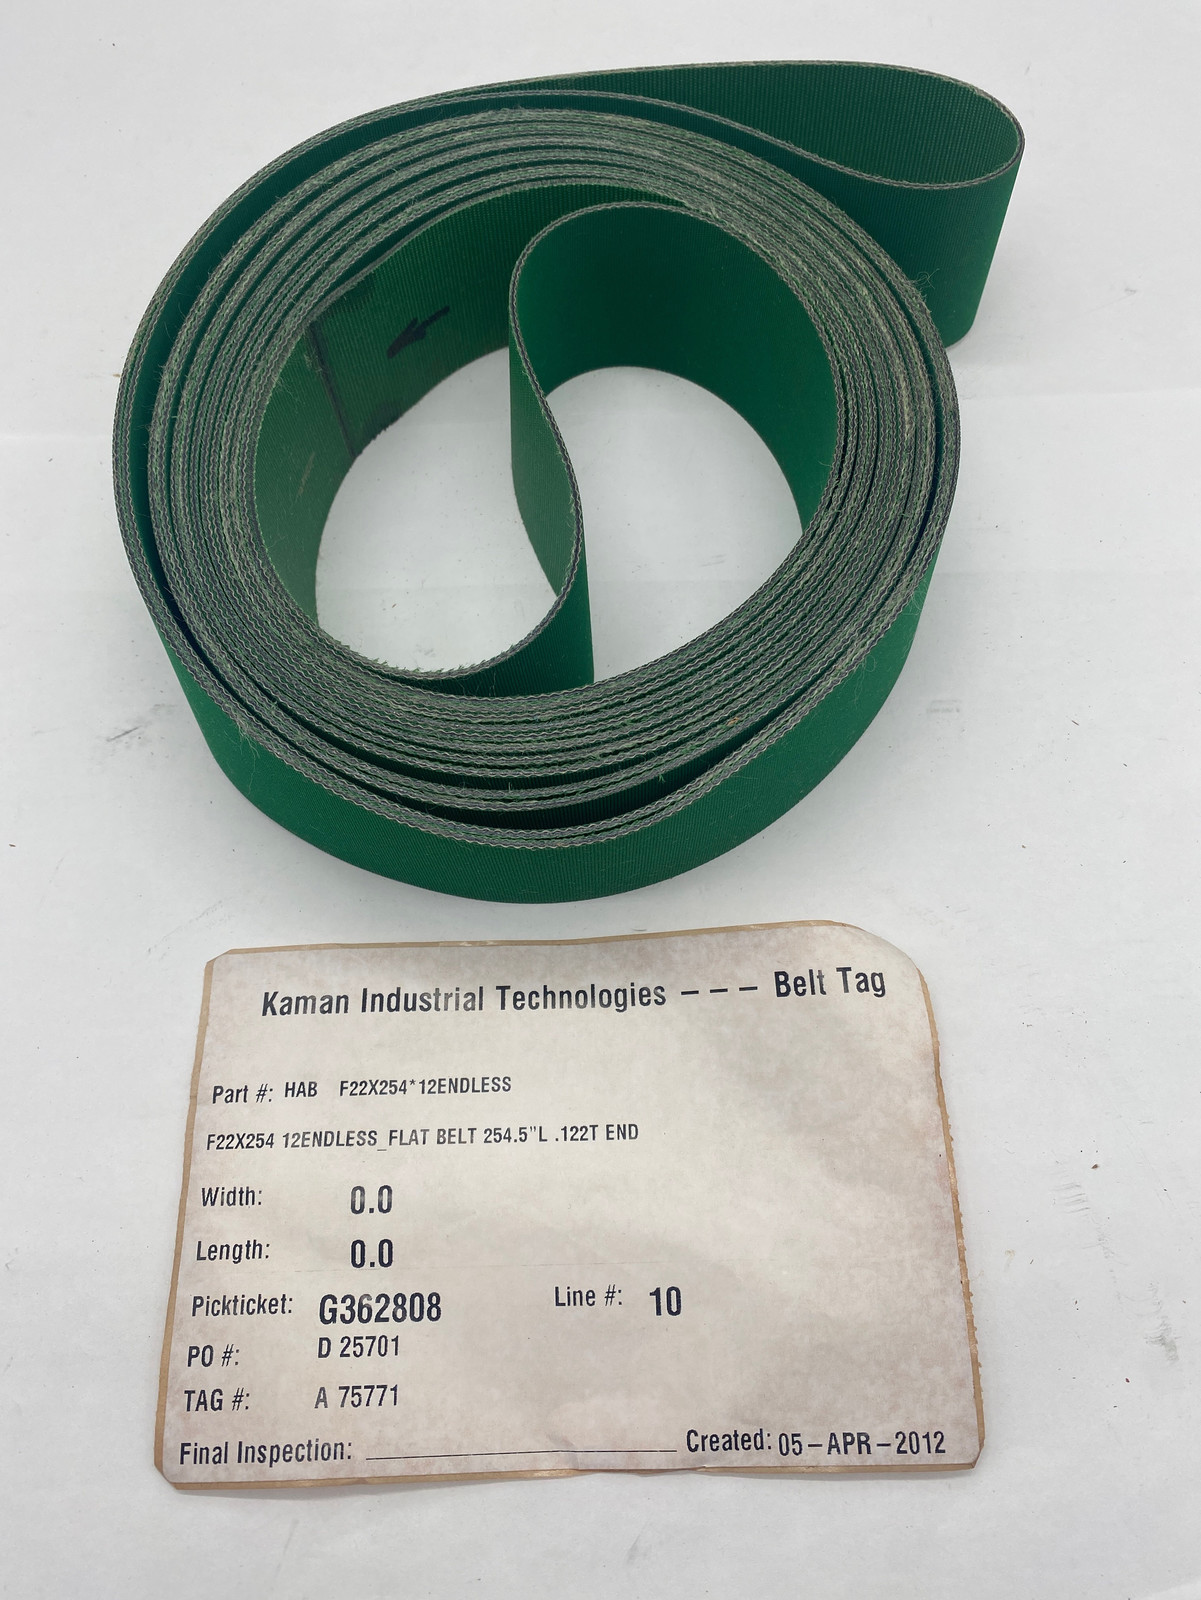 Kaman Industrial Technologies --- Belt Tag
Part #: HAB F22X254*12ENDLESS
F22X254 12ENDLESS_FLAT BELT 254.5"L .122T END
Width: 0.0
Length: 0.0
Pickticket: G362808 Line #: 10
PO #: D 25701
TAG #: A 75771
Final Inspection: Created: 05-APR-2012